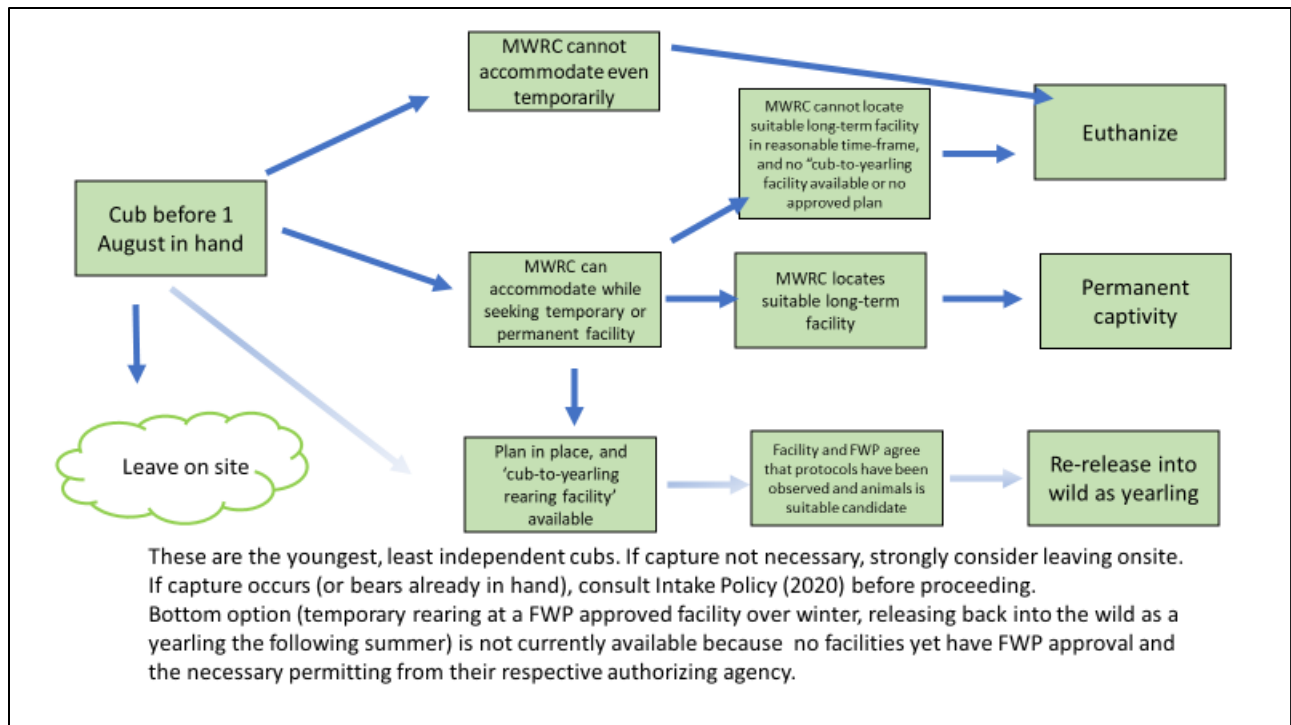 MWRC cannot
accommodate even
temporarily
MWRC cannot locate
suitable long-term facility
in reasonable time-frame,
and no “cub-to-yearling
facility available or no
approved plan
Euthanize
Cub before 1
August in hand
MWRC can
accommodate while
seeking temporary or
permanent facility
MWRC locates
suitable long-term
facility
Permanent
captivity
Leave on site
Plan in place, and
‘cub-to-yearling
rearing facility’
available
Facility and FWP agree
that protocols have been
observed and animals is
suitable candidate
Re-release into
wild as yearling
These are the youngest, least independent cubs. If capture not necessary, strongly consider leaving onsite.
If capture occurs (or bears already in hand), consult Intake Policy (2020) before proceeding.
Bottom option (temporary rearing at a FWP approved facility over winter, releasing back into the wild as a
yearling the following summer) is not currently available because no facilities yet have FWP approval and
the necessary permitting from their respective authorizing agency.